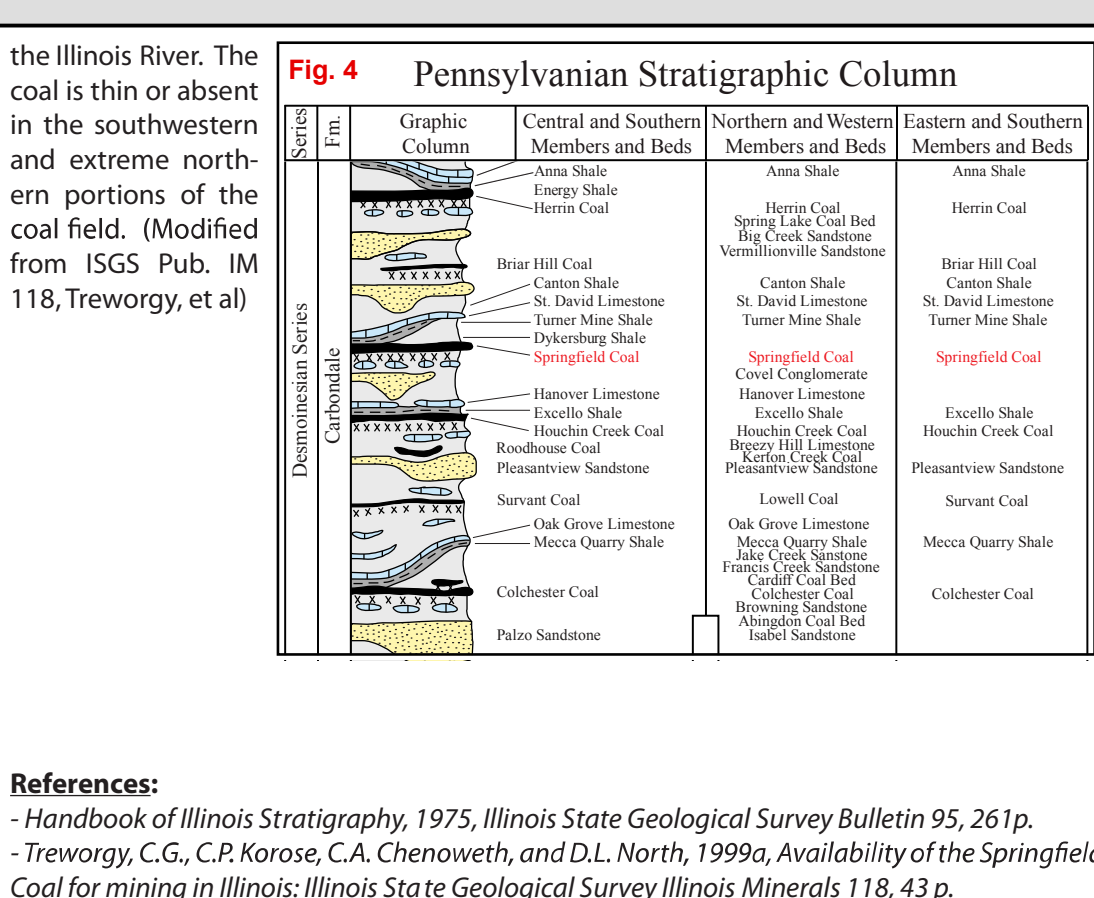 the Illinois River. The
coal is thin or absent
in the southwestern
and extreme north-
ern portions of the
coal field. (Modified
from ISGS Pub. IM
118, Treworgy, et al)
Fig. 4
Pennsylvanian Stratigraphic Column
Series
Fm.
Graphic
Column
Central and Southern
Members and Beds
Northern and Western
Members and Beds
Eastern and Southern
Members and Beds
Desmoinesian Series
Carbondale
Anna Shale
Energy Shale
Herrin Coal
Briar Hill Coal
Canton Shale
St. David Limestone
Turner Mine Shale
Dykersburg Shale
Springfield Coal
Hanover Limestone
Excello Shale
Houchin Creek Coal
Roodhouse Coal
Pleasantview Sandstone
Survant Coal
Oak Grove Limestone
Mecca Quarry Shale
Colchester Coal
Palzo Sandstone
Anna Shale
Herrin Coal
Spring Lake Coal Bed
Big Creek Sandstone
Vermillionville Sandstone
Canton Shale
St. David Limestone
Turner Mine Shale
Springfield Coal
Covel Conglomerate
Hanover Limestone
Excello Shale
Houchin Creek Coal
Breezy Hill Limestone
Kerton Creek Coal
Pleasantview Sandstone
Lowell Coal
Oak Grove Limestone
Mecca Quarry Shale
Jake Creek Sanstone
Francis Creek Sandstone
Cardiff Coal Bed
Colchester Coal
Browning Sandstone
Abingdon Coal Bed
Isabel Sandstone
Anna Shale
Herrin Coal
Briar Hill Coal
Canton Shale
St. David Limestone
Turner Mine Shale
Springfield Coal
Excello Shale
Houchin Creek Coal
Pleasantview Sandstone
Survant Coal
Mecca Quarry Shale
Colchester Coal
References:
- Handbook of Illinois Stratigraphy, 1975, Illinois State Geological Survey Bulletin 95, 261p.
- Treworgy, C.G., C.P. Korose, C.A. Chenoweth, and D.L. North, 1999a, Availability of the Springfield
Coal for mining in Illinois: Illinois State Geological Survey Illinois Minerals 118, 43 p.